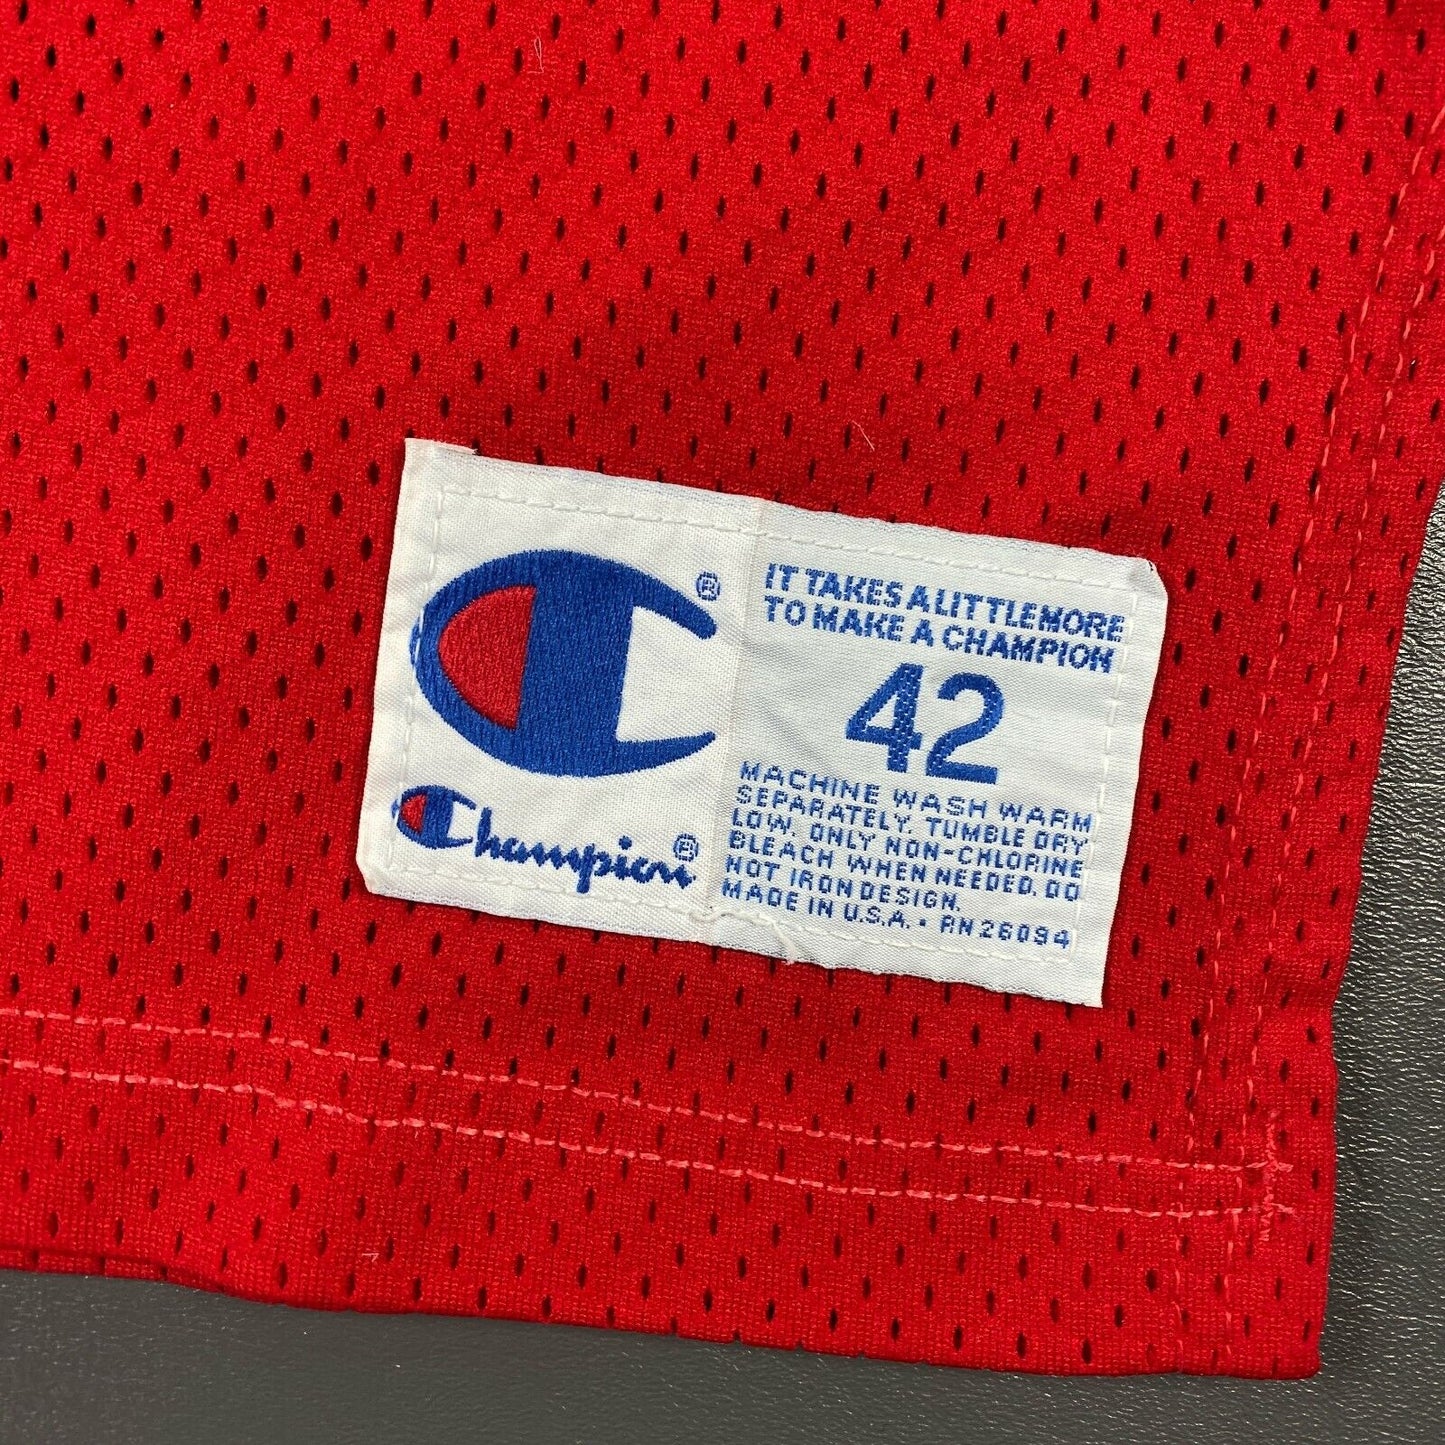 ®
Champion®
IT TAKES A LITTLE MORE
TO MAKE A CHAMPION
42
MACHINE WASH WARM
SEPARATELY. TUMBLE DRY
LOW. ONLY NON-CHLORINE
BLEACH WHEN NEEDED. DO
NOT IRON DESIGN.
MADE IN U.S.A. • RN 26094